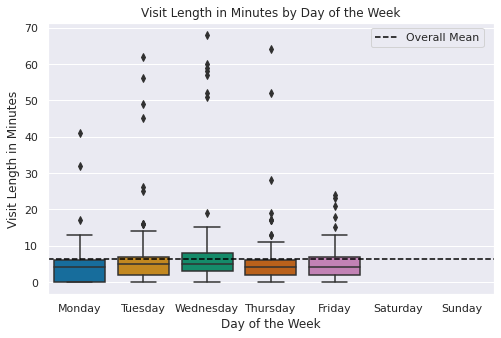 Visit Length in Minutes by Day of the Week
Overall Mean
Visit Length in Minutes
70
60
50
40
30
20
10
0
Monday Tuesday Wednesday Thursday Friday Saturday Sunday
Day of the Week